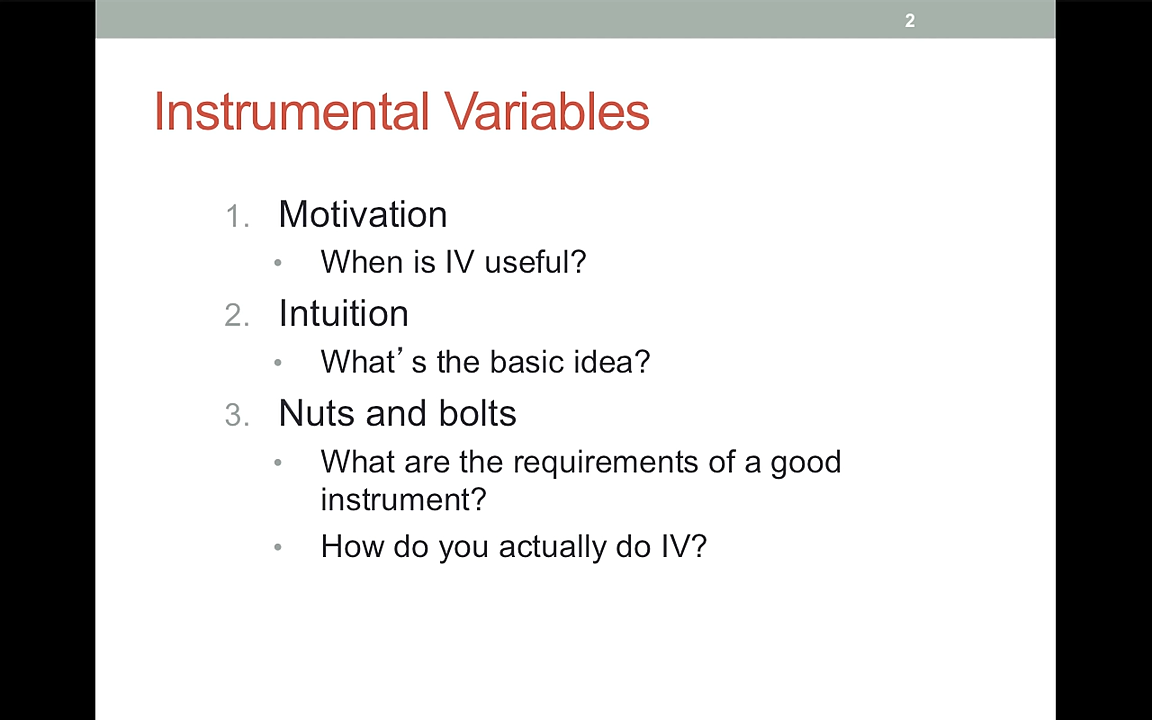 2
Instrumental Variables
1. Motivation
• When is IV useful?
2. Intuition
• What’s the basic idea?
3. Nuts and bolts
• What are the requirements of a good
instrument?
• How do you actually do IV?